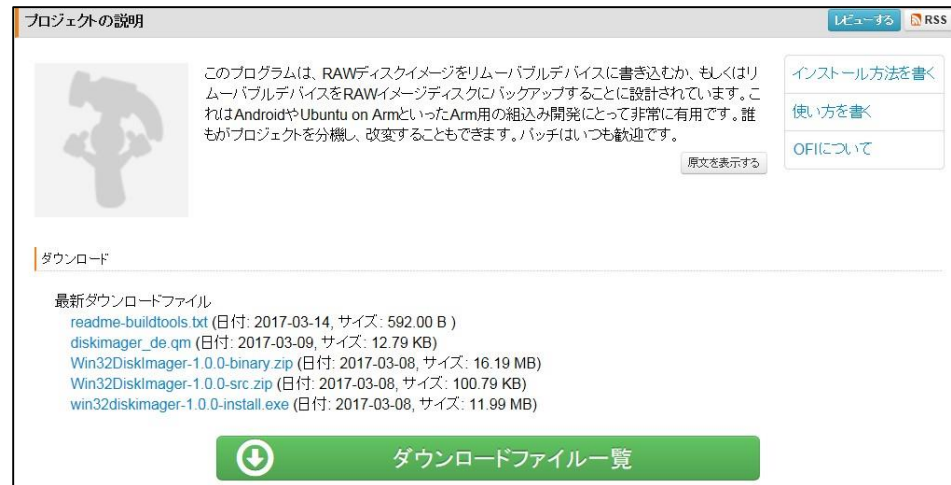 プロジェクトの説明
レビューする
RSS
このプログラムは、RAWディスクイメージをリムーバブルデバイスに書き込むか、もしくはリ
ムーバブルデバイスをRAWイメージディスクにバックアップすることに設計されています。こ
れはAndroidやUbuntu on ArmといったArm用の組込み開発にとって非常に有用です。誰
もがプロジェクトを分機し、改変することもできます。パッチはいつも歓迎です。
原文を表示する
インストール方法を書く
使い方を書く
OFIについて
ダウンロード
最新ダウンロードファイル
readme-buildtools.txt (日付: 2017-03-14, サイズ: 592.00 B )
diskimager_de.qm (日付: 2017-03-09, サイズ: 12.79 KB)
Win32DiskImager-1.0.0-binary.zip (日付: 2017-03-08, サイズ: 16.19 MB)
Win32DiskImager-1.0.0-src.zip (日付: 2017-03-08, サイズ: 100.79 KB)
win32diskimager-1.0.0-install.exe (日付: 2017-03-08, サイズ: 11.99 MB)
ダウンロードファイル一覧